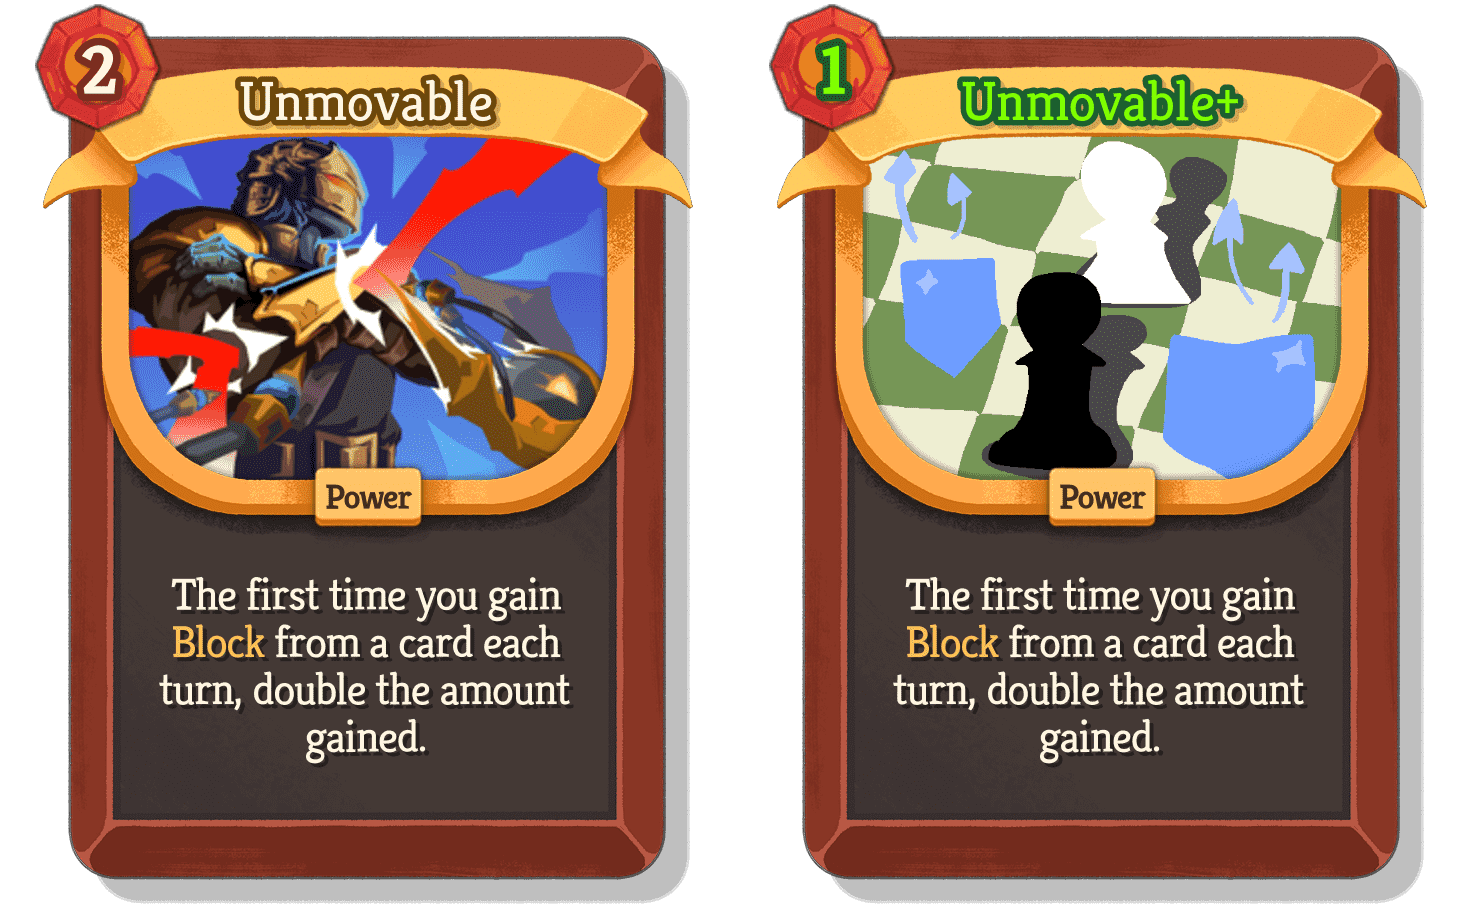 2
Unmovable
Power
The first time you gain
Block from a card each
turn, double the amount
gained.
1
Unmovable+
Power
The first time you gain
Block from a card each
turn, double the amount
gained.